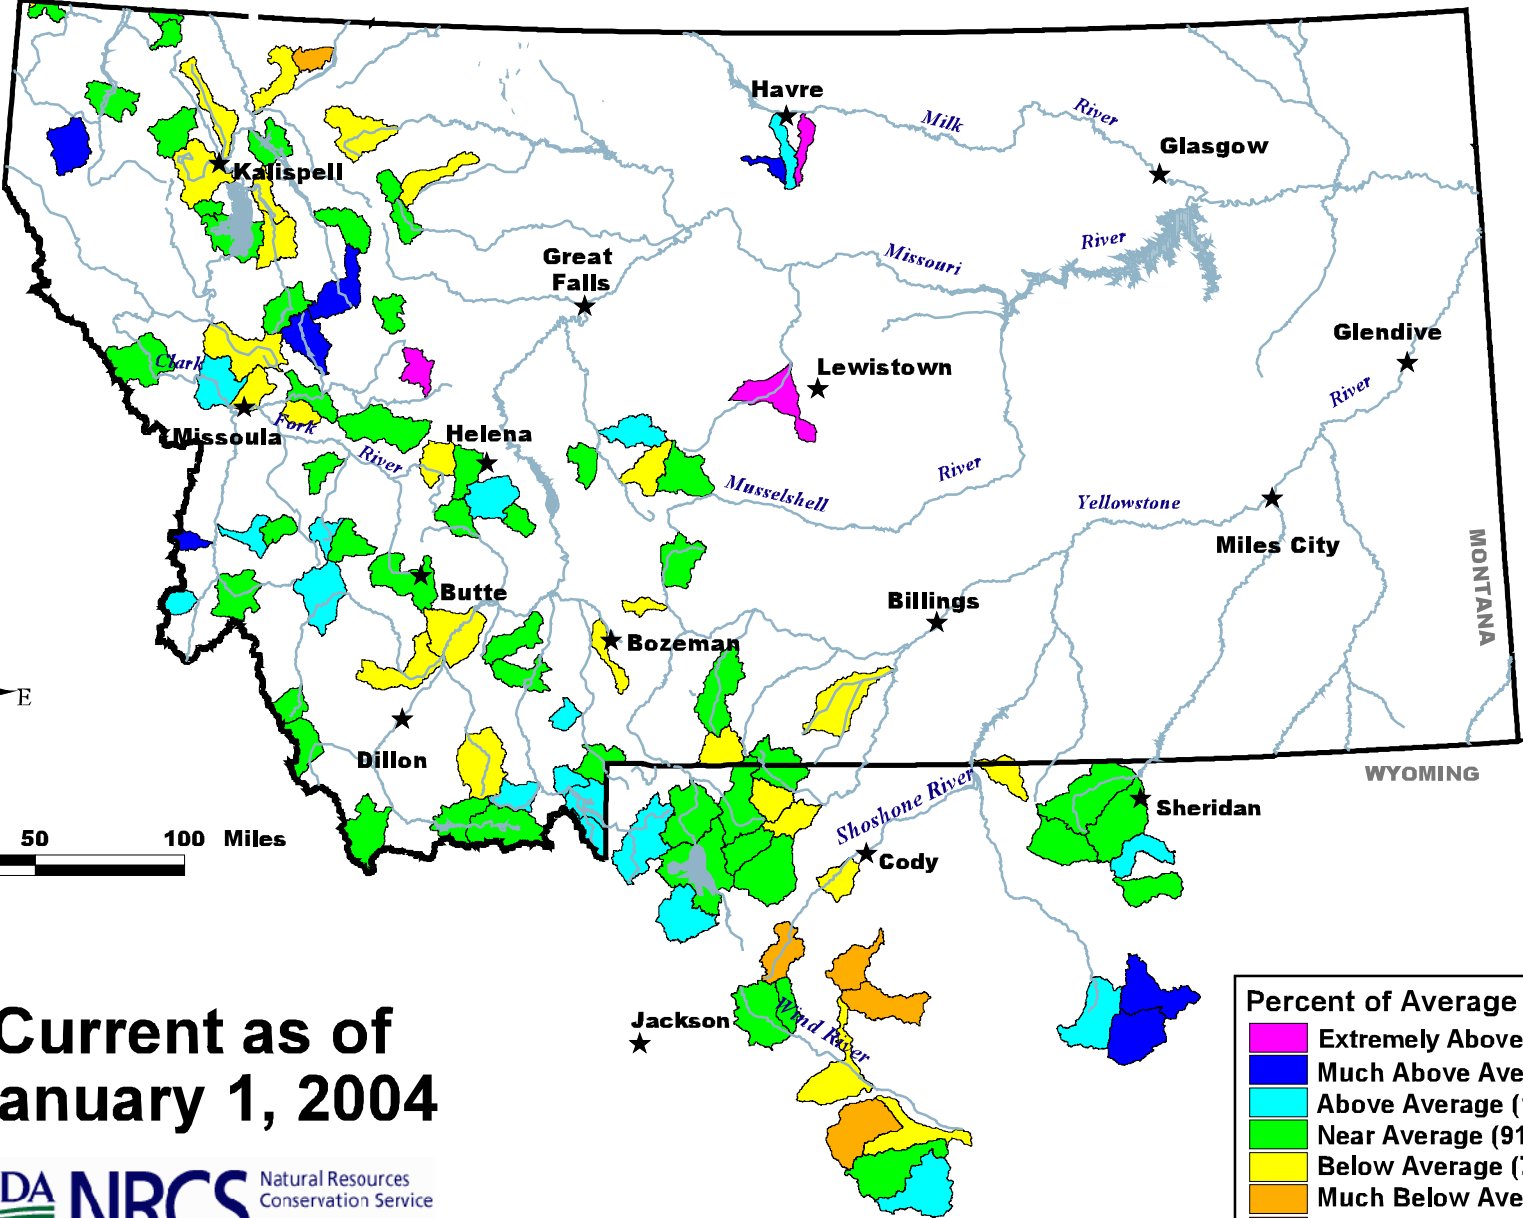 Havre
Milk
River
Glasgow
Kalispell
Great
Falls
Missouri
River
Glendive
River
Lewistown
Clark
Missoula
Fork
River
Helena
Musselshell
River
Yellowstone
Miles City
MONTANA
Butte
Billings
Bozeman
E
Dillon
WYOMING
Shoshone River
Sheridan
50 100 Miles
Cody
Jackson
Wind River
Current as of
anuary 1, 2004
DA NRCS Natural Resources
Conservation Service
Percent of Average
Extremely Above
Much Above Ave
Above Average (1
Near Average (91
Below Average (7
Much Below Ave